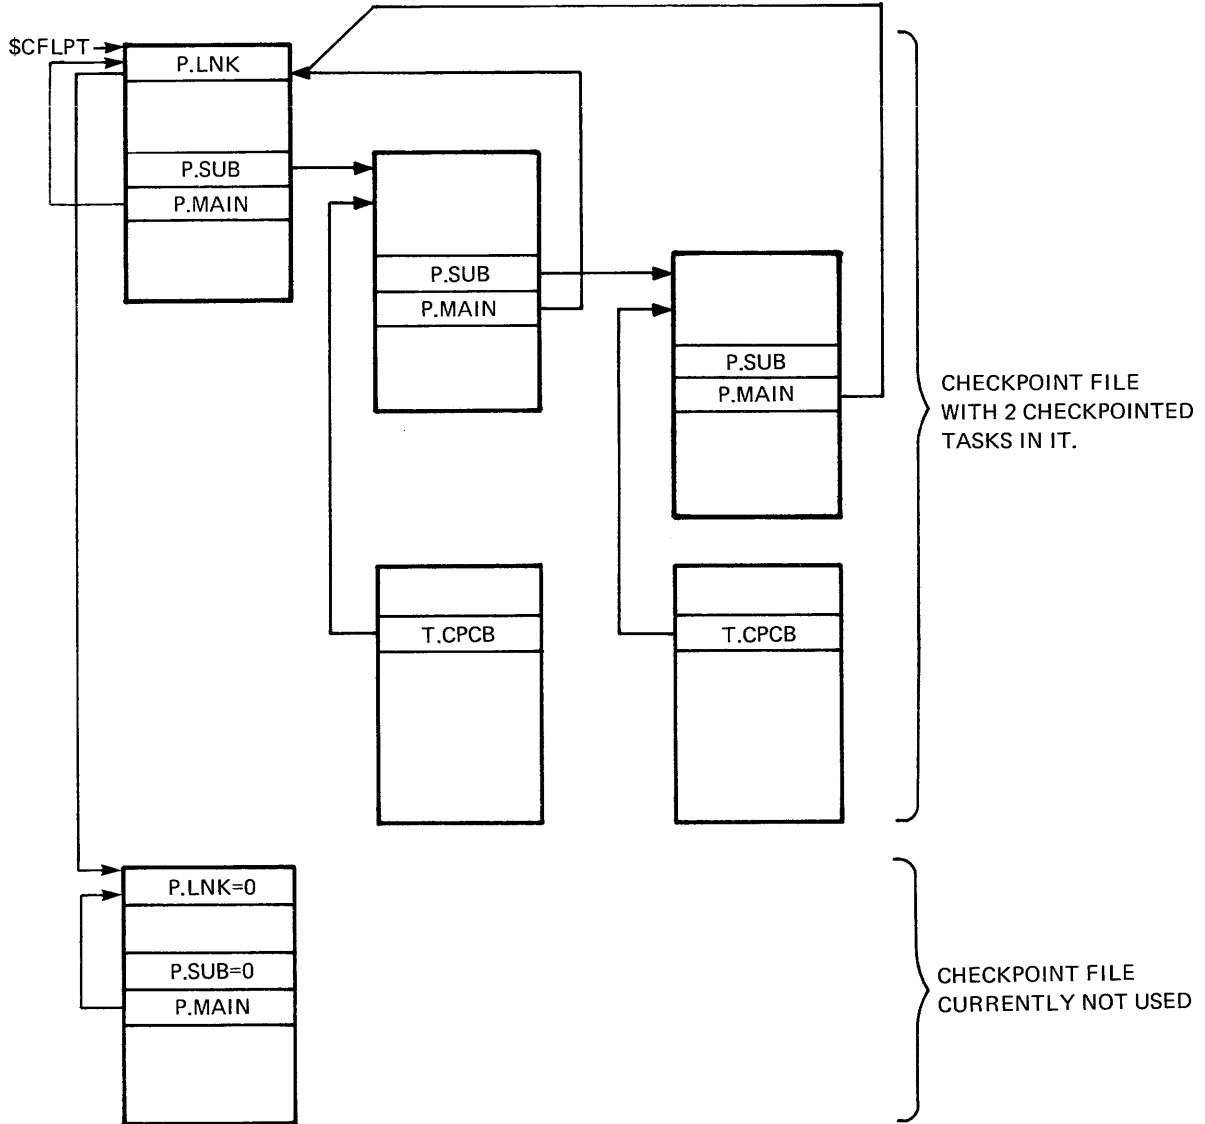 $CFLPT
P.LNK
P.SUB
P.MAIN
P.SUB
P.MAIN
P.SUB
P.MAIN
CHECKPOINT FILE
WITH 2 CHECKPOINTED
TASKS IN IT.
T.CPCB
T.CPCB
P.LNK=0
P.SUB=0
P.MAIN
CHECKPOINT FILE
CURRENTLY NOT USED